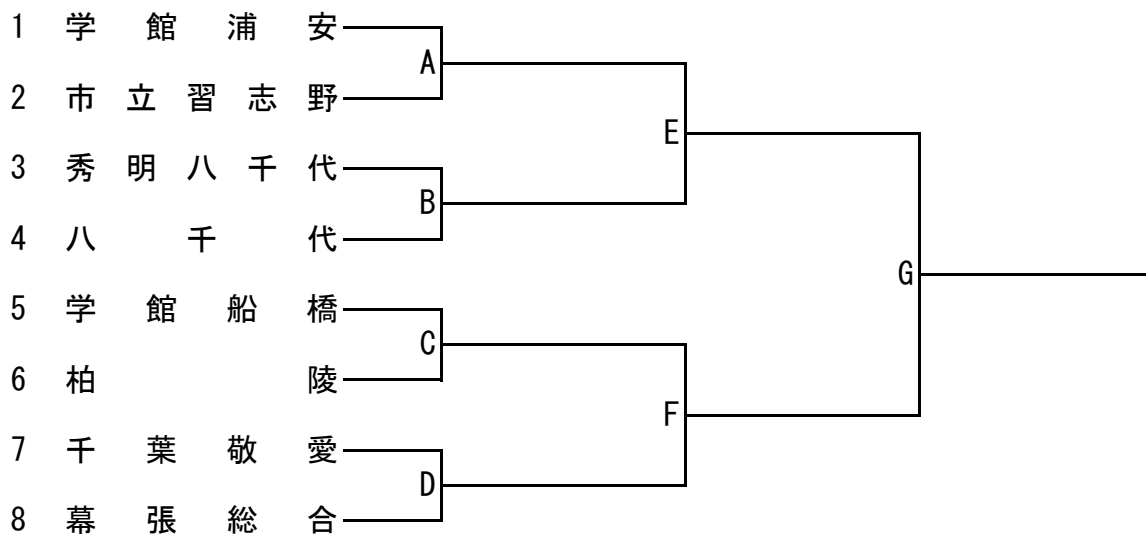 1 学館浦安
A
2 市立習志野
E
3 秀明八千代
B
4 八千代
G
5 学館船橋
C
6 柏陵
F
7 千葉敬愛
D
8 幕張総合